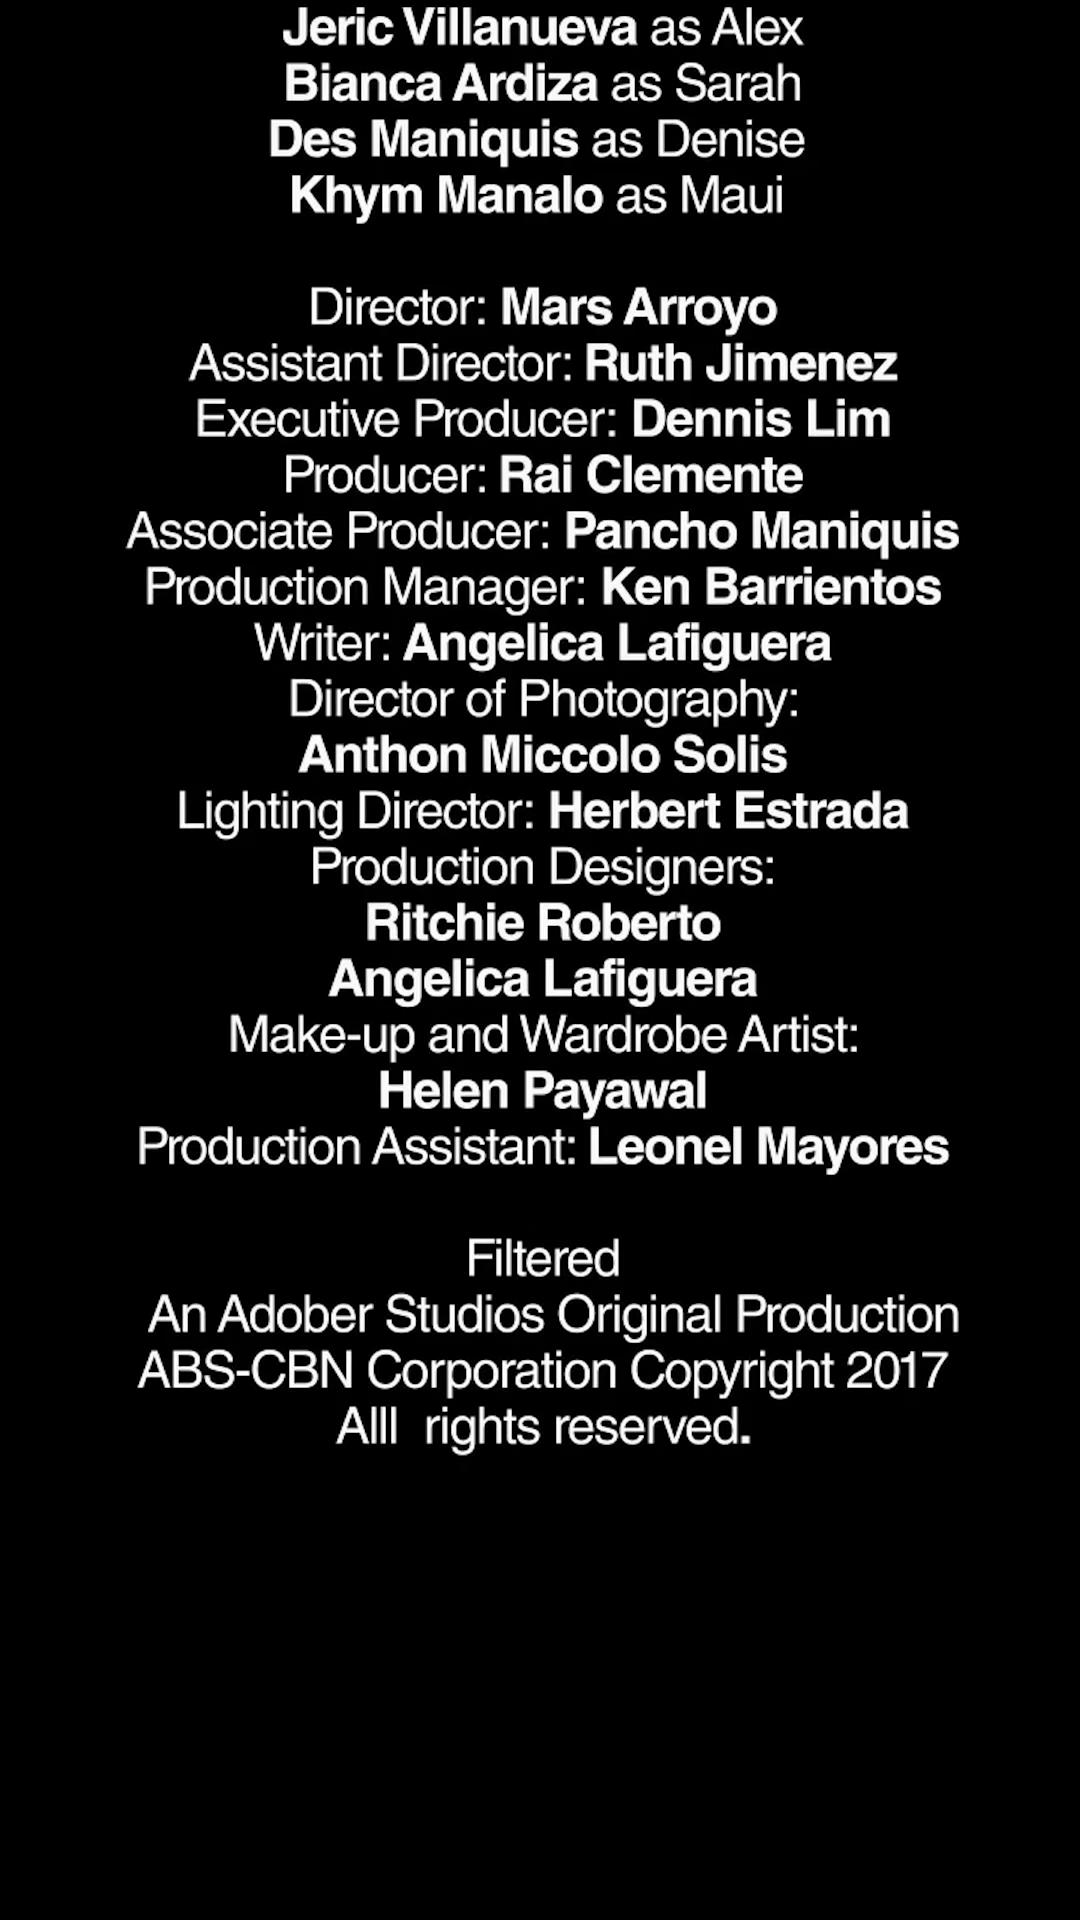 Jeric Villanueva as Alex
Bianca Ardiza as Sarah
Des Maniquis as Denise
Khym Manalo as Maui
Director: Mars Arroyo
Assistant Director: Ruth Jimenez
Executive Producer: Dennis Lim
Producer: Rai Clemente
Associate Producer: Pancho Maniquis
Production Manager: Ken Barrientos
Writer: Angelica Lafiguera
Director of Photography:
Anthon Miccolo Solis
Lighting Director: Herbert Estrada
Production Designers:
Ritchie Roberto
Angelica Lafiguera
Make-up and Wardrobe Artist:
Helen Payawal
Production Assistant: Leonel Mayores
Filtered
An Adober Studios Original Production
ABS-CBN Corporation Copyright 2017
Alll  rights reserved.